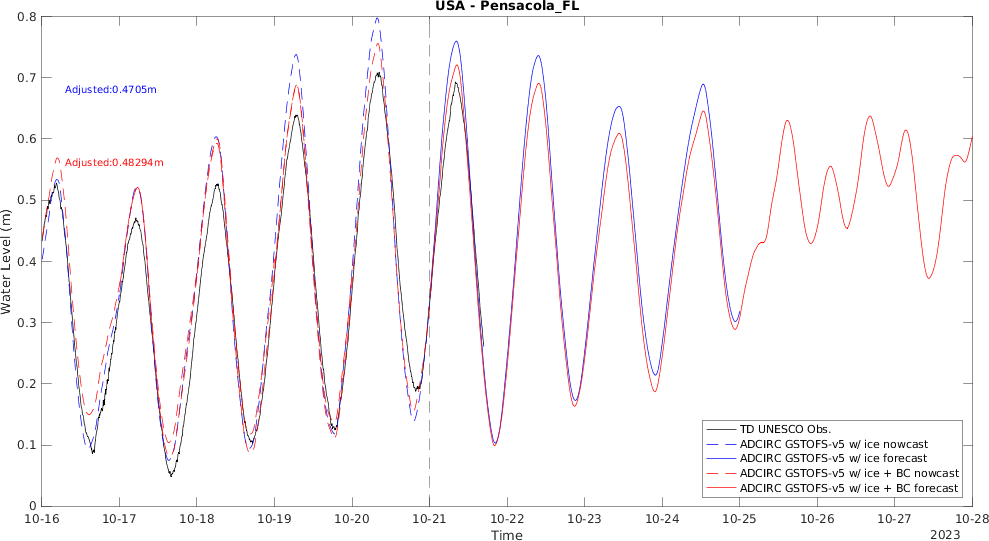 USA - Pensacola_FL
0.8
0.7
0.6
0.5
0.4
0.3
0.2
0.1
0
Water Level (m)
Adjusted:0.4705m
Adjusted:0.48294m
TD UNESCO Obs.
ADCIRC GSTOFS-v5 w/ ice nowcast
ADCIRC GSTOFS-v5 w/ ice forecast
ADCIRC GSTOFS-v5 w/ ice + BC nowcast
ADCIRC GSTOFS-v5 w/ ice + BC forecast
10-16 10-17 10-18 10-19 10-20 10-21 10-22 10-23 10-24 10-25 10-26 10-27 10-28
Time
2023